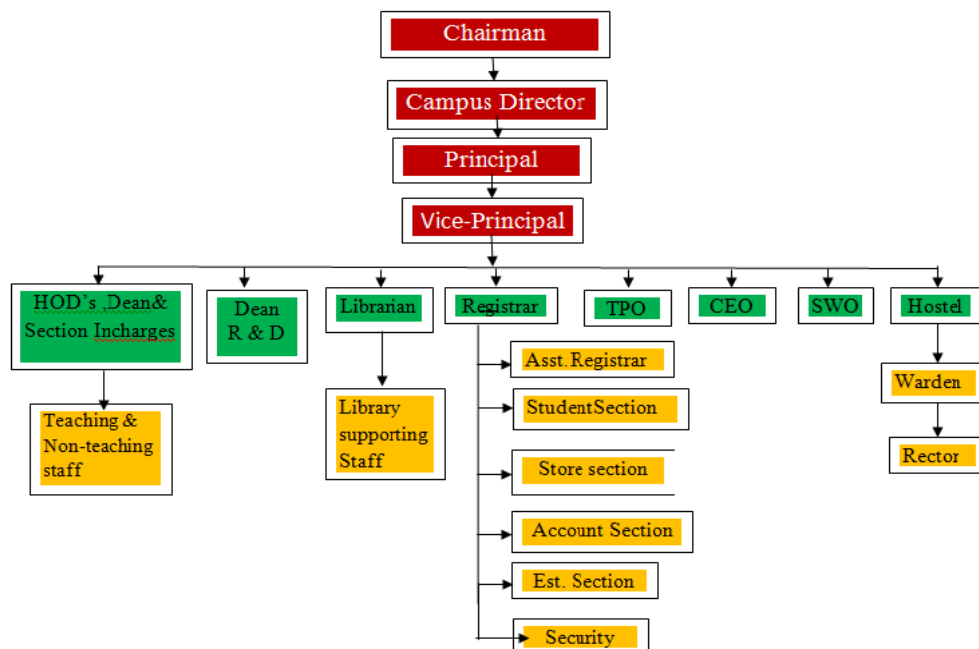 Chairman
Campus Director
Principal
Vice-Principal
HOD's ,Dean&
Section Incharges
Dean
R & D
Librarian
Registrar
TPO
CEO
SWO
Hostel
Teaching &
Non-teaching
staff
Library
supporting
Staff
Asst. Registrar
StudentSection
Store section
Account Section
Est. Section
Security
Warden
Rector